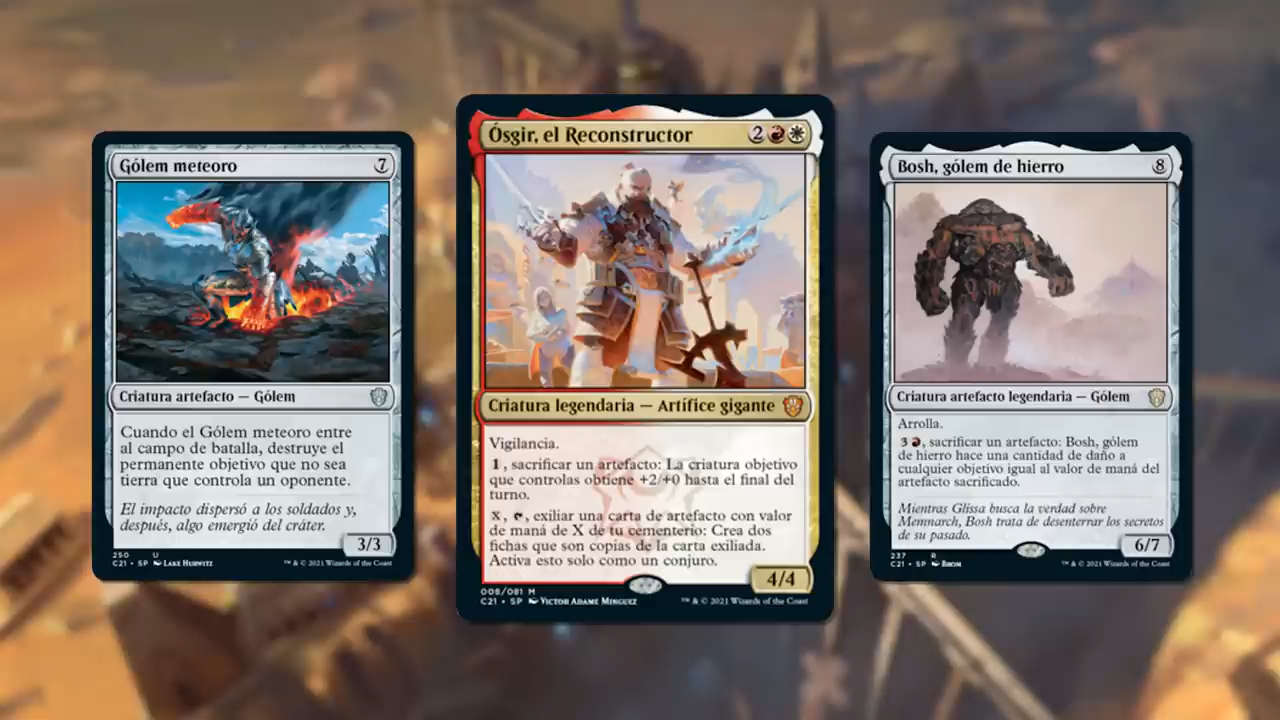 Gólem meteoro 7
Criatura artefacto — Gólem
Cuando el Gólem meteoro entre
al campo de batalla, destruye el
permanente objetivo que no sea
tierra que controla un oponente.
El impacto dispersó a los soldados y,
después, algo emergió del cráter.
3/3
250 U
C21 • SP Lake Hurwitz ™ & © 2021 Wizards of the Coast
Ósgir, el Reconstructor 2
Criatura legendaria — Artífice gigante
Vigilancia.
1, sacrificar un artefacto: La criatura objetivo
que controlas obtiene +2/+0 hasta el final del
turno.
X, , exiliar una carta de artefacto con valor
de maná de X de tu cementerio: Crea dos
fichas que son copias de la carta exiliada.
Activa esto solo como un conjuro.
4/4
008/081 M
C21 • SP Victor Adame Minguez ™ & © 2021 Wizards of the Coast
Bosh, gólem de hierro 8
Criatura artefacto legendaria — Gólem
Arrolla.
3 , sacrificar un artefacto: Bosh, gólem
de hierro hace una cantidad de daño a
cualquier objetivo igual al valor de maná del
artefacto sacrificado.
Mientras Glissa busca la verdad sobre
Memnarch, Bosh trata de desenterrar los secretos
de su pasado.
6/7
237 R
C21 • SP Brom ™ & © 2021 Wizards of the Coast